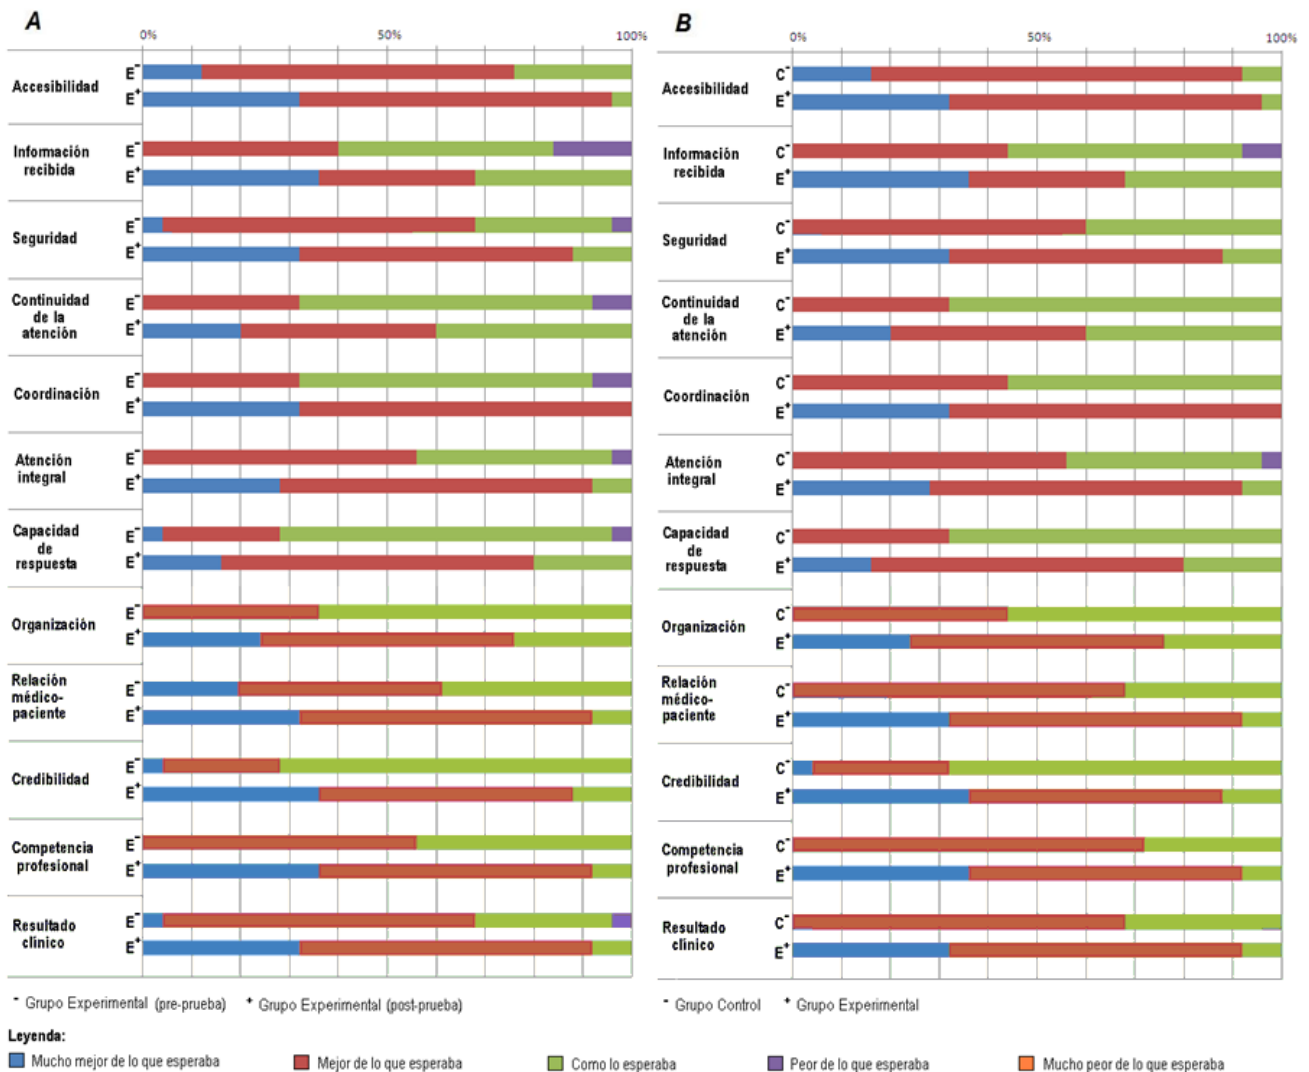 A
0%
50%
100%
Accesibilidad
E-
E+
Información
recibida
E-
E+
Seguridad
E-
E+
Continuidad
de la
atención
E-
E+
Coordinación
E-
E+
Atención
integral
E-
E+
Capacidad
de
respuesta
E-
E+
Organización
E-
E+
Relación
médico-
paciente
E-
E+
Credibilidad
E-
E+
Competencia
profesional
E-
E+
Resultado
clínico
E-
E+
- Grupo Experimental (pre-prueba) + Grupo Experimental (post-prueba)
B
0%
50%
100%
Accesibilidad
C-
E+
Información
recibida
C-
E+
Seguridad
C-
E+
Continuidad
de la
atención
C-
E+
Coordinación
C-
E+
Atención
integral
C-
E+
Capacidad
de
respuesta
C-
E+
Organización
C-
E+
Relación
médico-
paciente
C-
E+
Credibilidad
C-
E+
Competencia
profesional
C-
E+
Resultado
clínico
C-
E+
- Grupo Control + Grupo Experimental
Leyenda:
Mucho mejor de lo que esperaba
Mejor de lo que esperaba
Como lo esperaba
Peor de lo que esperaba
Mucho peor de lo que esperaba